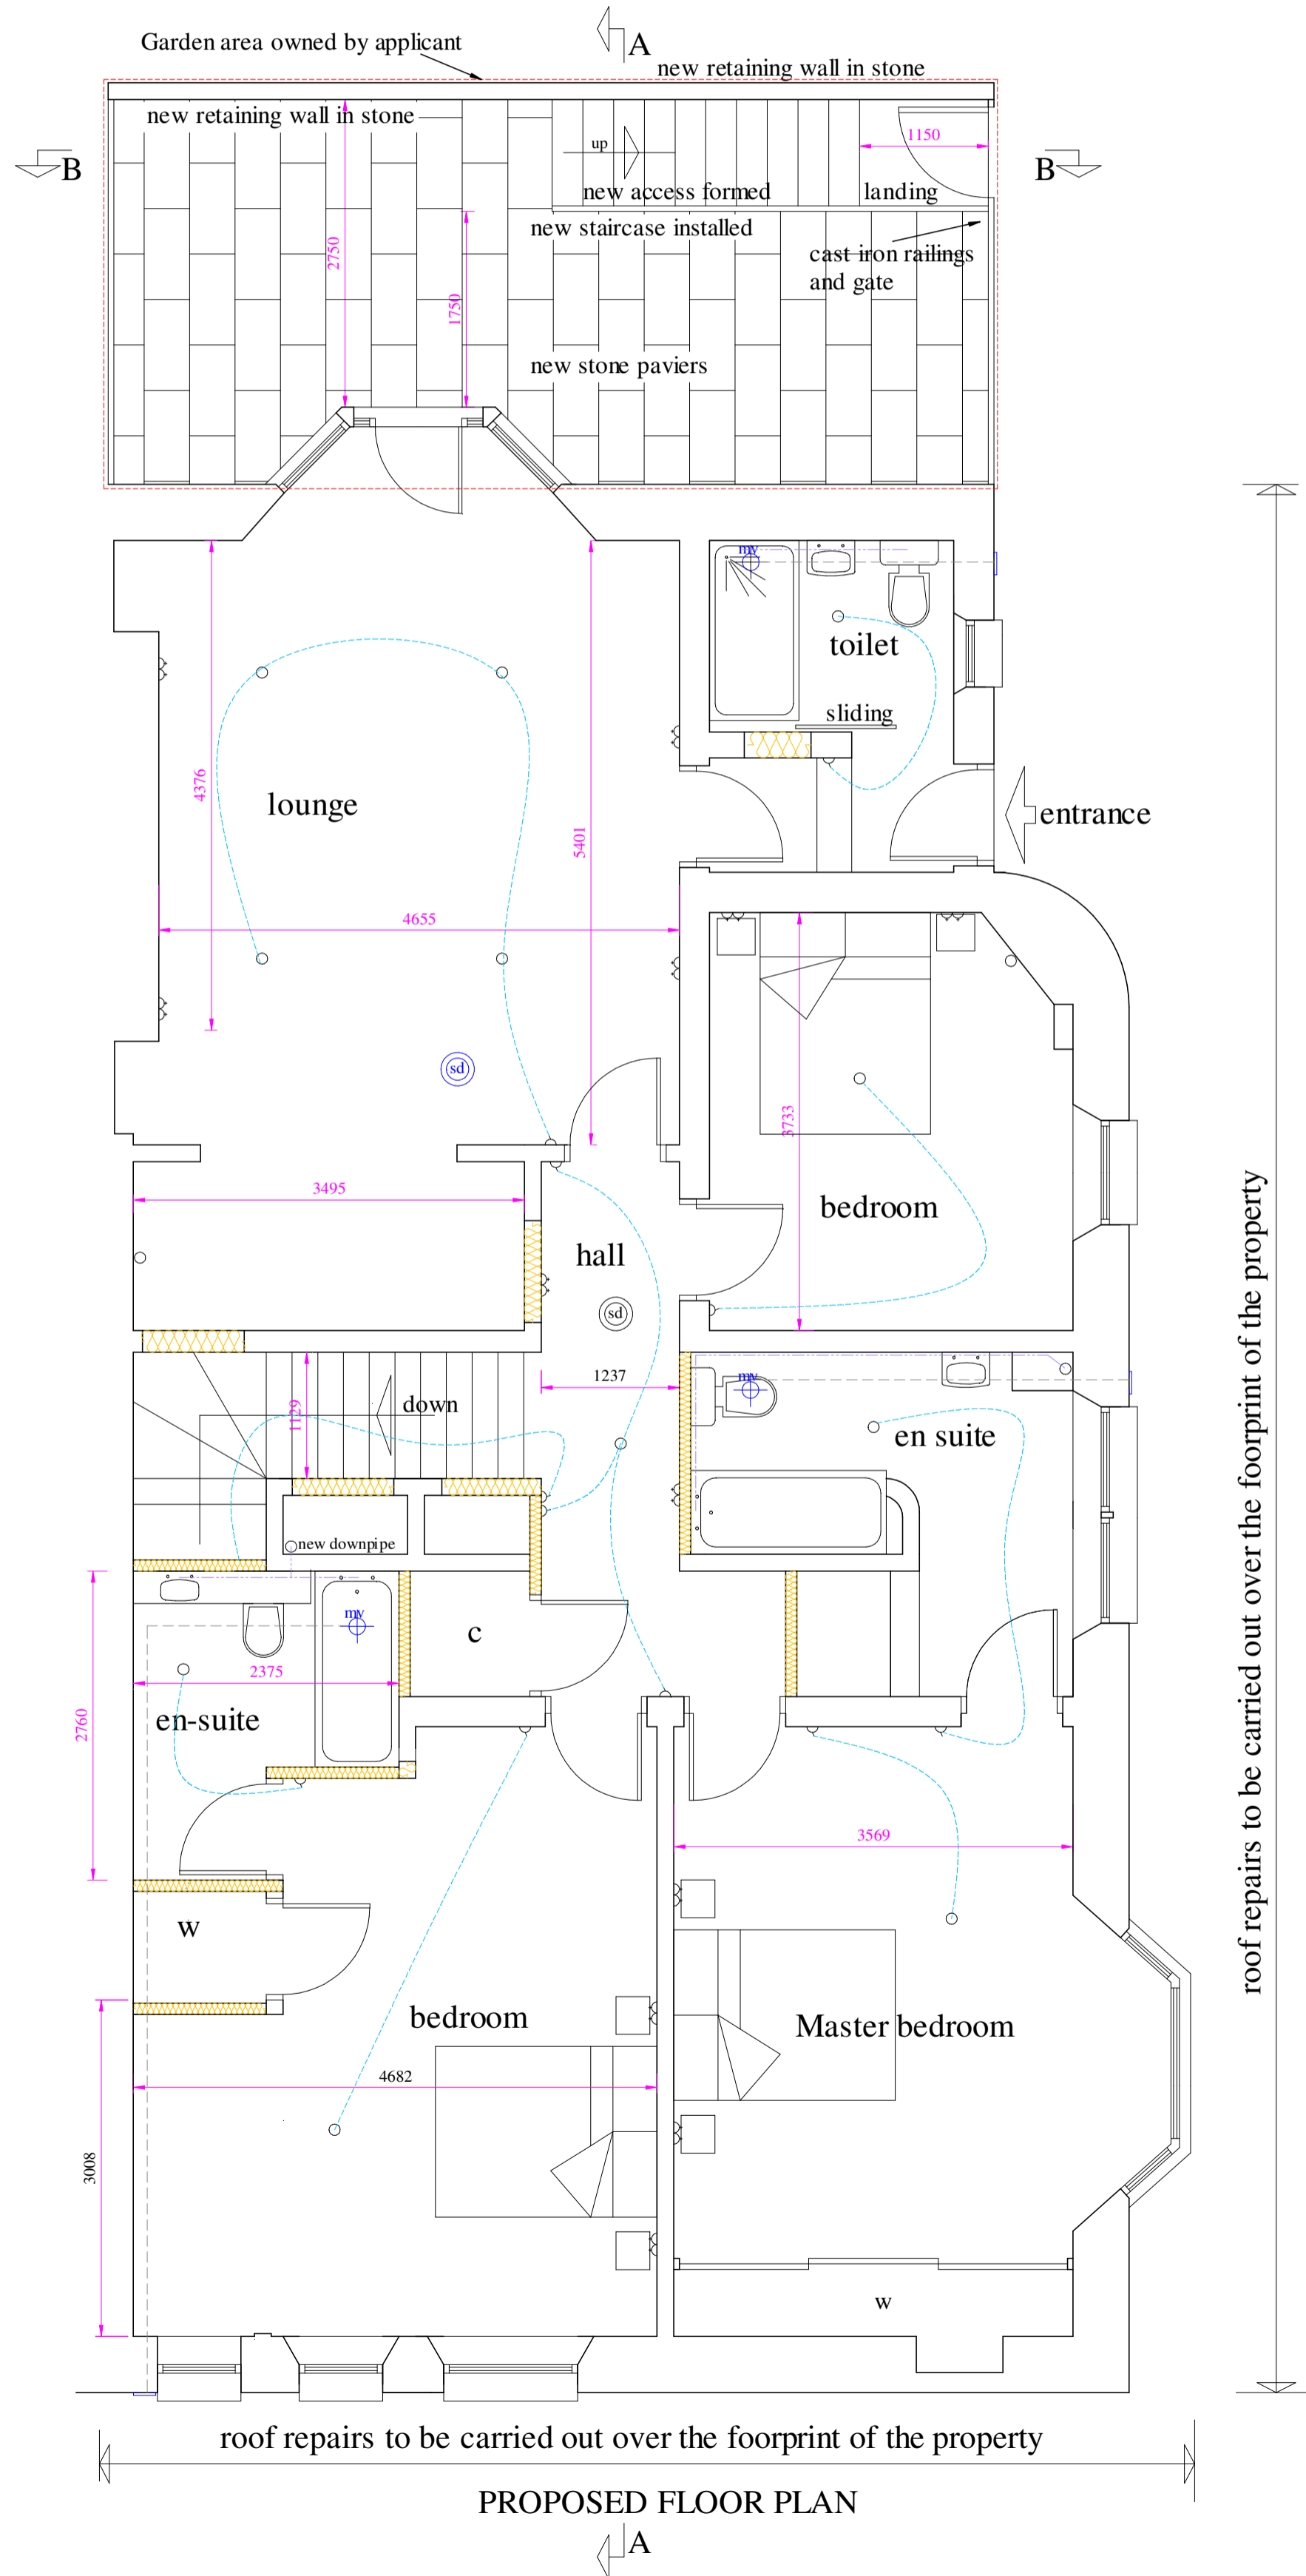 A
Garden area owned by applicant
new retaining wall in stone
new retaining wall in stone
1150
up
B
B
new access formed
landing
new staircase installed
2750
cast iron railings
and gate
1750
new stone paviers
mv
toilet
sliding
4376
lounge
entrance
5401
4655
sd
3733
3495
bedroom
hall
sd
1237
mv
down
1129
en suite
new downpipe
mv
c
2375
2760
en-suite
3569
w
bedroom
Master bedroom
4682
3008
w
roof repairs to be carried out over the foorprint of the property
roof repairs to be carried out over the foorprint of the property
PROPOSED FLOOR PLAN
A